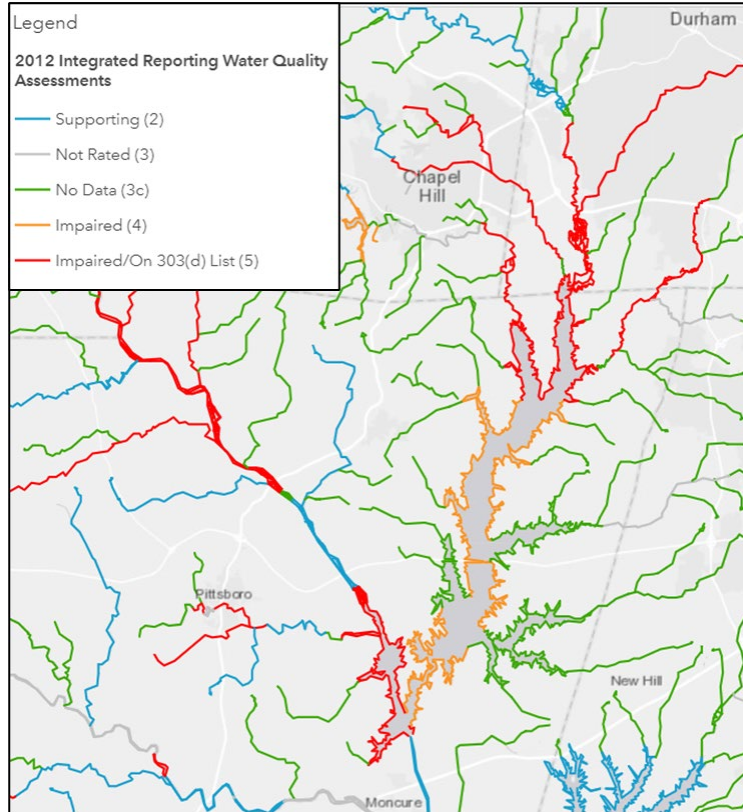 Legend
2012 Integrated Reporting Water Quality
Assessments
Supporting (2)
Not Rated (3)
No Data (3c)
Impaired (4)
Impaired/On 303(d) List (5)
Durham
Chapel
Hill
Pittsboro
New Hill
Moncure